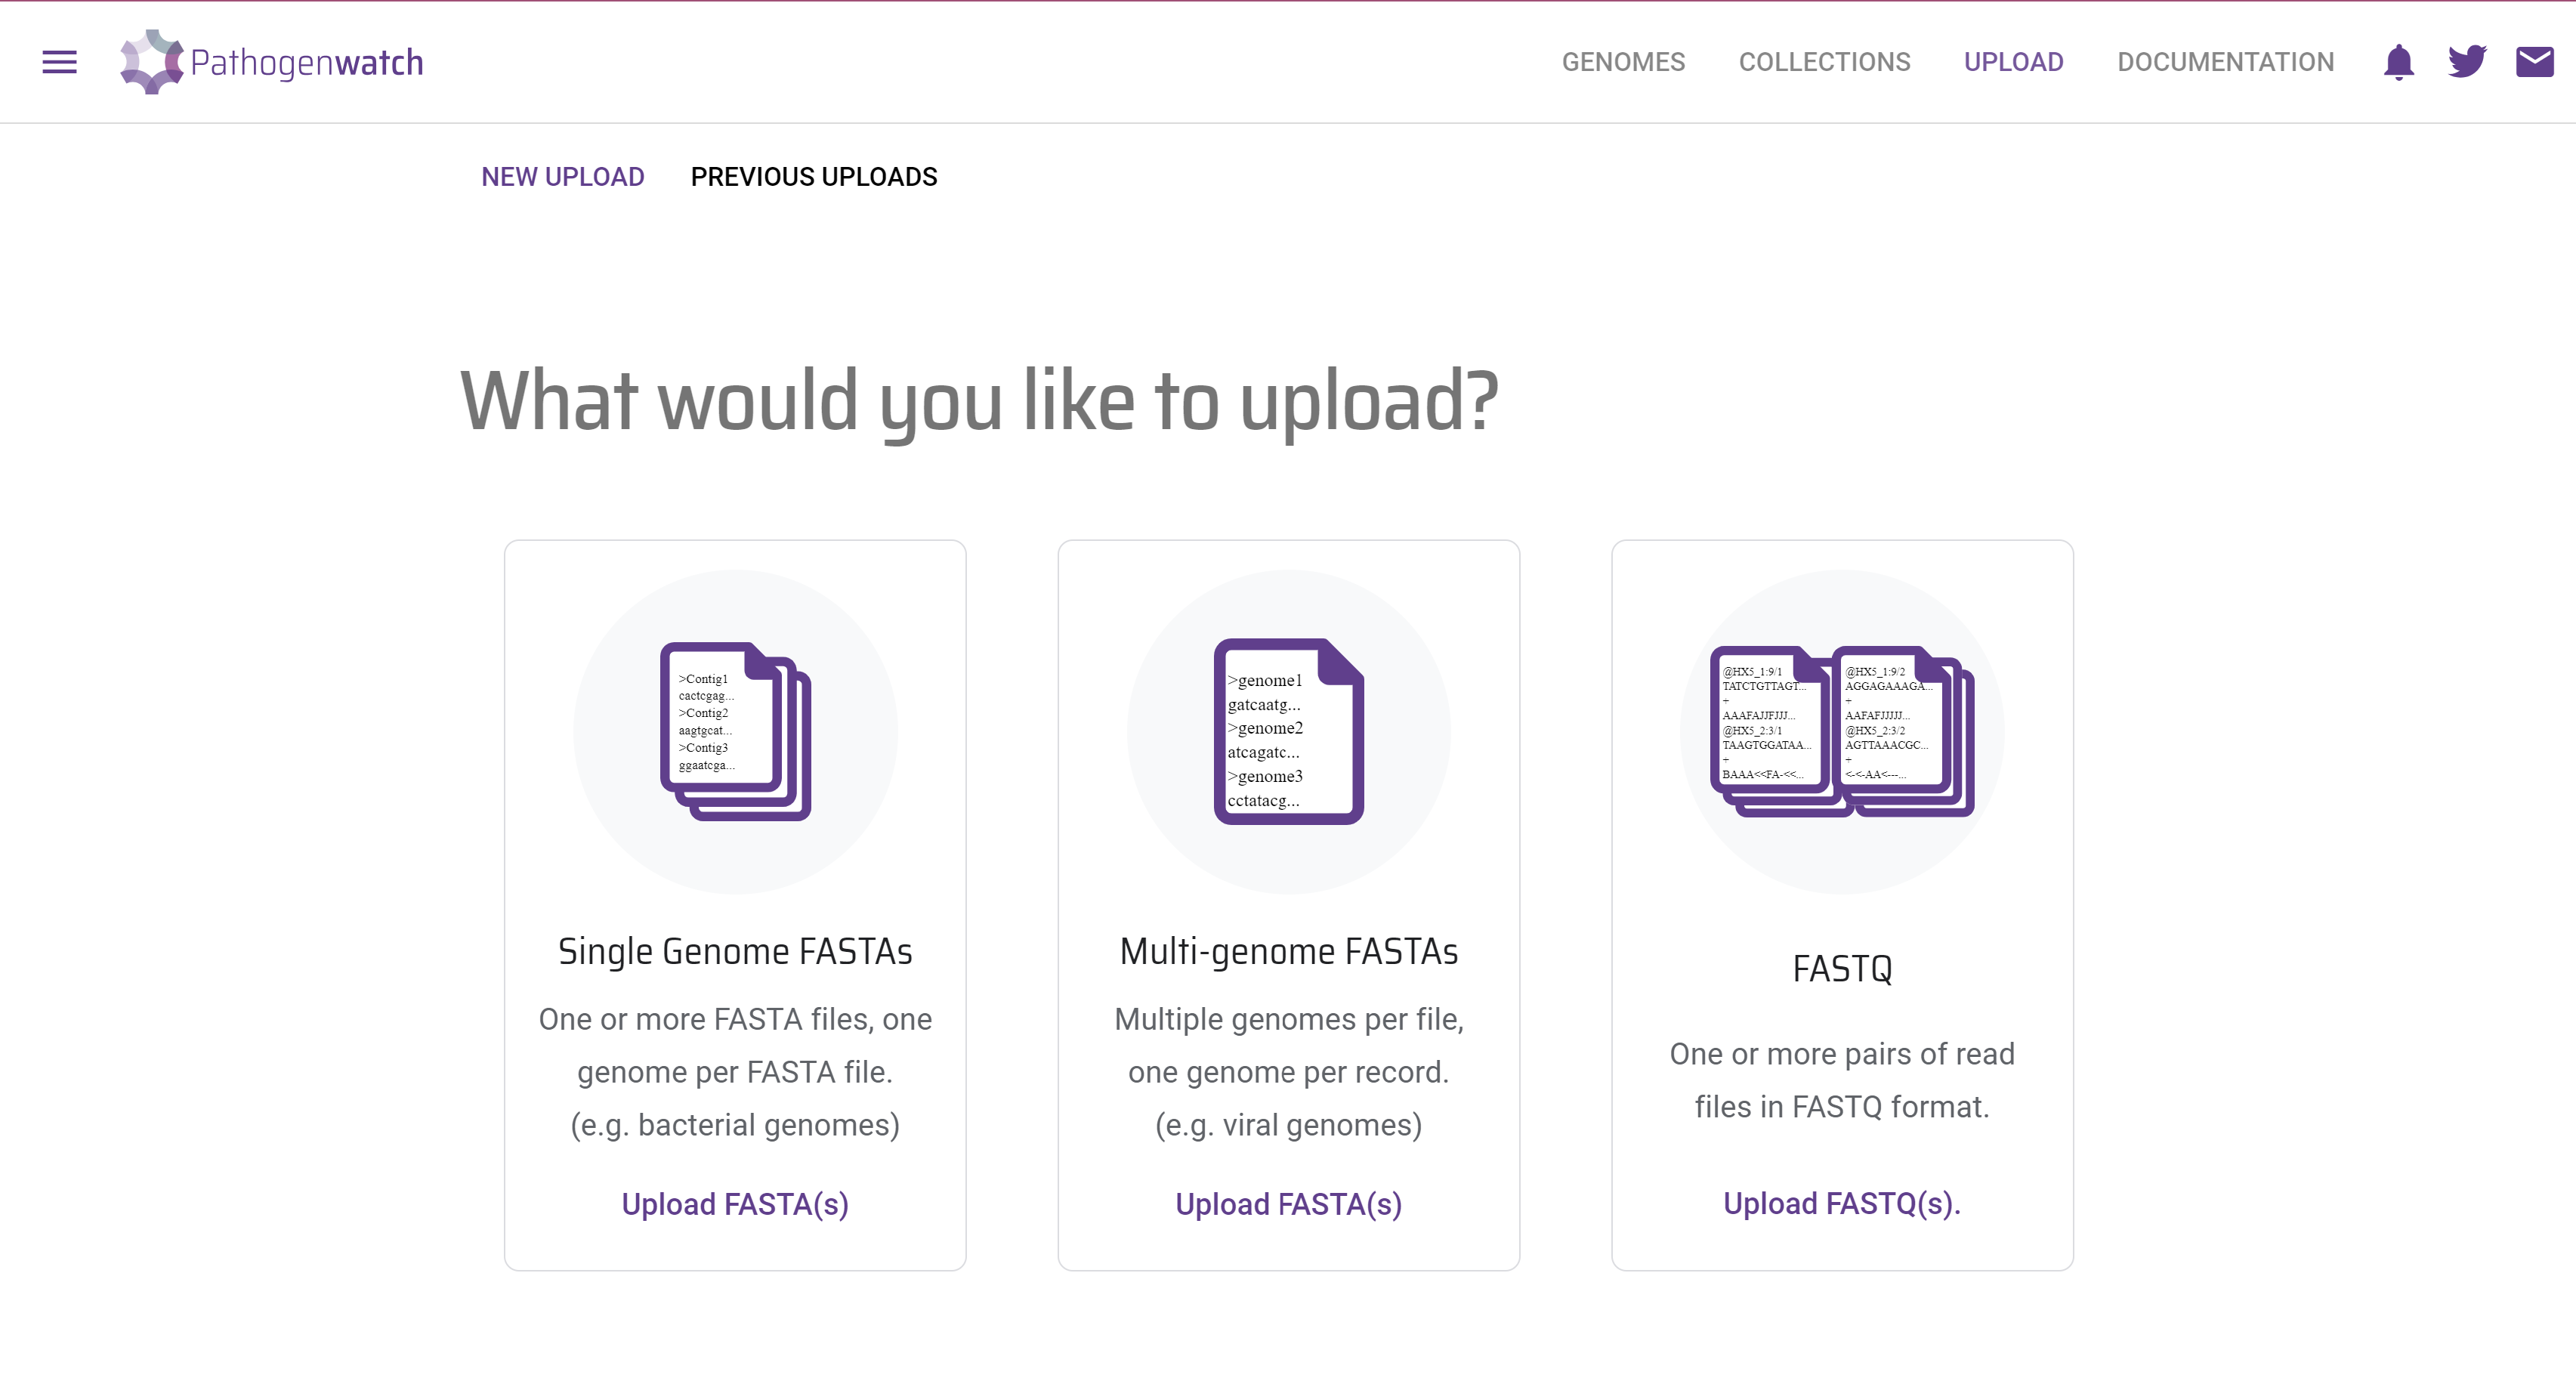 Pathogenwatch
GENOMES COLLECTIONS UPLOAD DOCUMENTATION
NEW UPLOAD PREVIOUS UPLOADS
What would you like to upload?
>Contig1
cactcgag...
>Contig2
aagtgcat...
>Contig3
ggaatcga...
Single Genome FASTAs
One or more FASTA files, one
genome per FASTA file.
(e.g. bacterial genomes)
Upload FASTA(s)
>genome1
gatcaatg...
>genome2
atcagatc...
>genome3
cctatacg...
Multi-genome FASTAs
Multiple genomes per file,
one genome per record.
(e.g. viral genomes)
Upload FASTA(s)
@HX5_1:9/1
TATCTGTTAGT...
+
AAAFAJJFJJJ...
@HX5_2:3/1
TAAGTGGATAA...
+
BAAA<<FA-<<...
@HX5_1:9/2
AGGAGAAAGA...
+
AAFAFJJJJJ...
@HX5_2:3/2
AGTTAAACGC...
+
<-<-AA<---...
FASTQ
One or more pairs of read
files in FASTQ format.
Upload FASTQ(s).